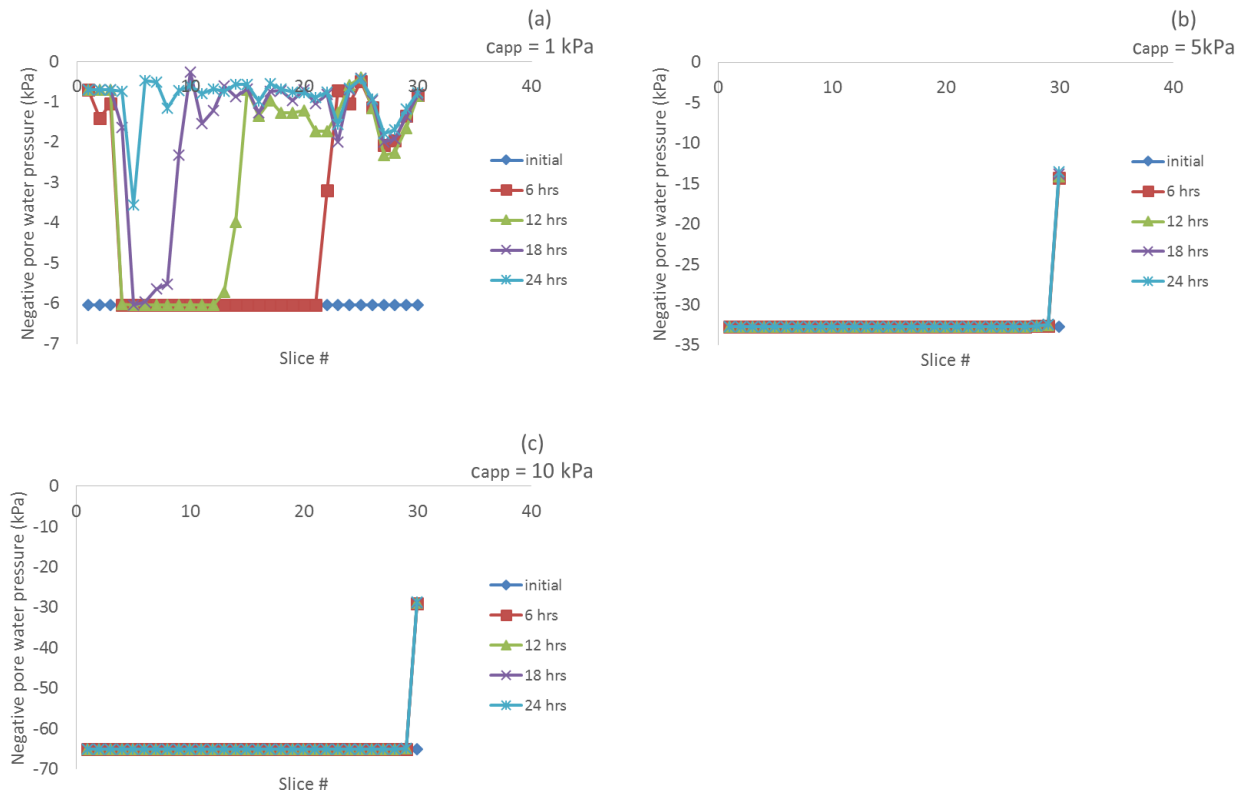 (a)
capp = 1 kPa
0
-1
-2
-3
-4
-5
-6
-7
0 10 20 30 40
Negative pore water pressure (kPa)
Slice #
initial
6 hrs
12 hrs
18 hrs
24 hrs
(b)
capp = 5kPa
0
-5
-10
-15
-20
-25
-30
-35
0 10 20 30 40
Negative pore water pressure (kPa)
Slice #
initial
6 hrs
12 hrs
18 hrs
24 hrs
(c)
capp = 10 kPa
0
-10
-20
-30
-40
-50
-60
-70
0 10 20 30 40
Negative pore water pressure (kPa)
Slice #
initial
6 hrs
12 hrs
18 hrs
24 hrs